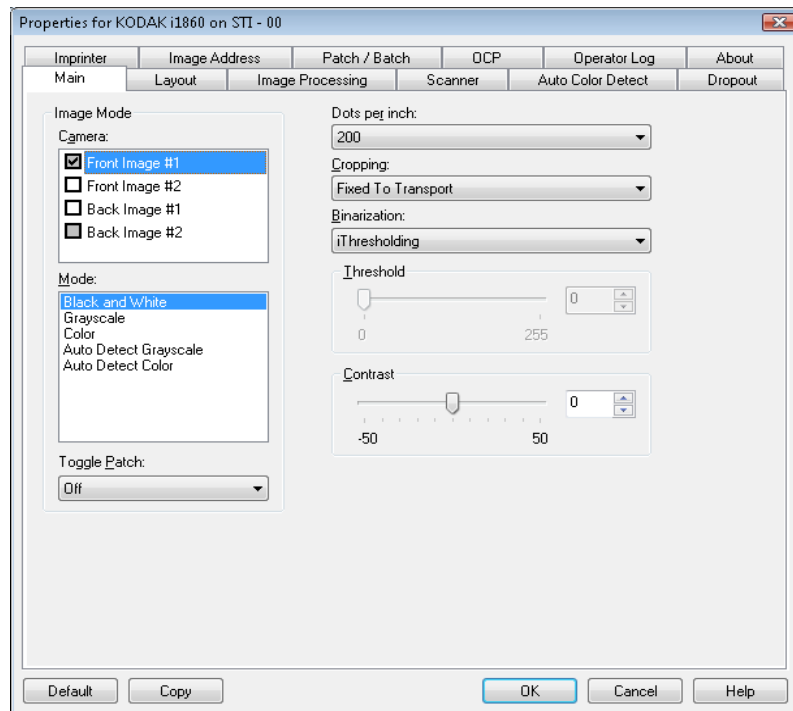 Properties for KODAK i1860 on STI - 00
Imprinter Image Address Patch / Batch OCP Operator Log About
Main Layout Image Processing Scanner Auto Color Detect Dropout
Image Mode
Camera:
Front Image #1
Front Image #2
Back Image #1
Back Image #2
Mode:
Black and White
Grayscale
Color
Auto Detect Grayscale
Auto Detect Color
Toggle Patch:
Off
Dots per inch:
200
Cropping:
Fixed To Transport
Binarization:
iThresholding
Threshold
0
0 255
Contrast
0
-50 50
Default Copy OK Cancel Help